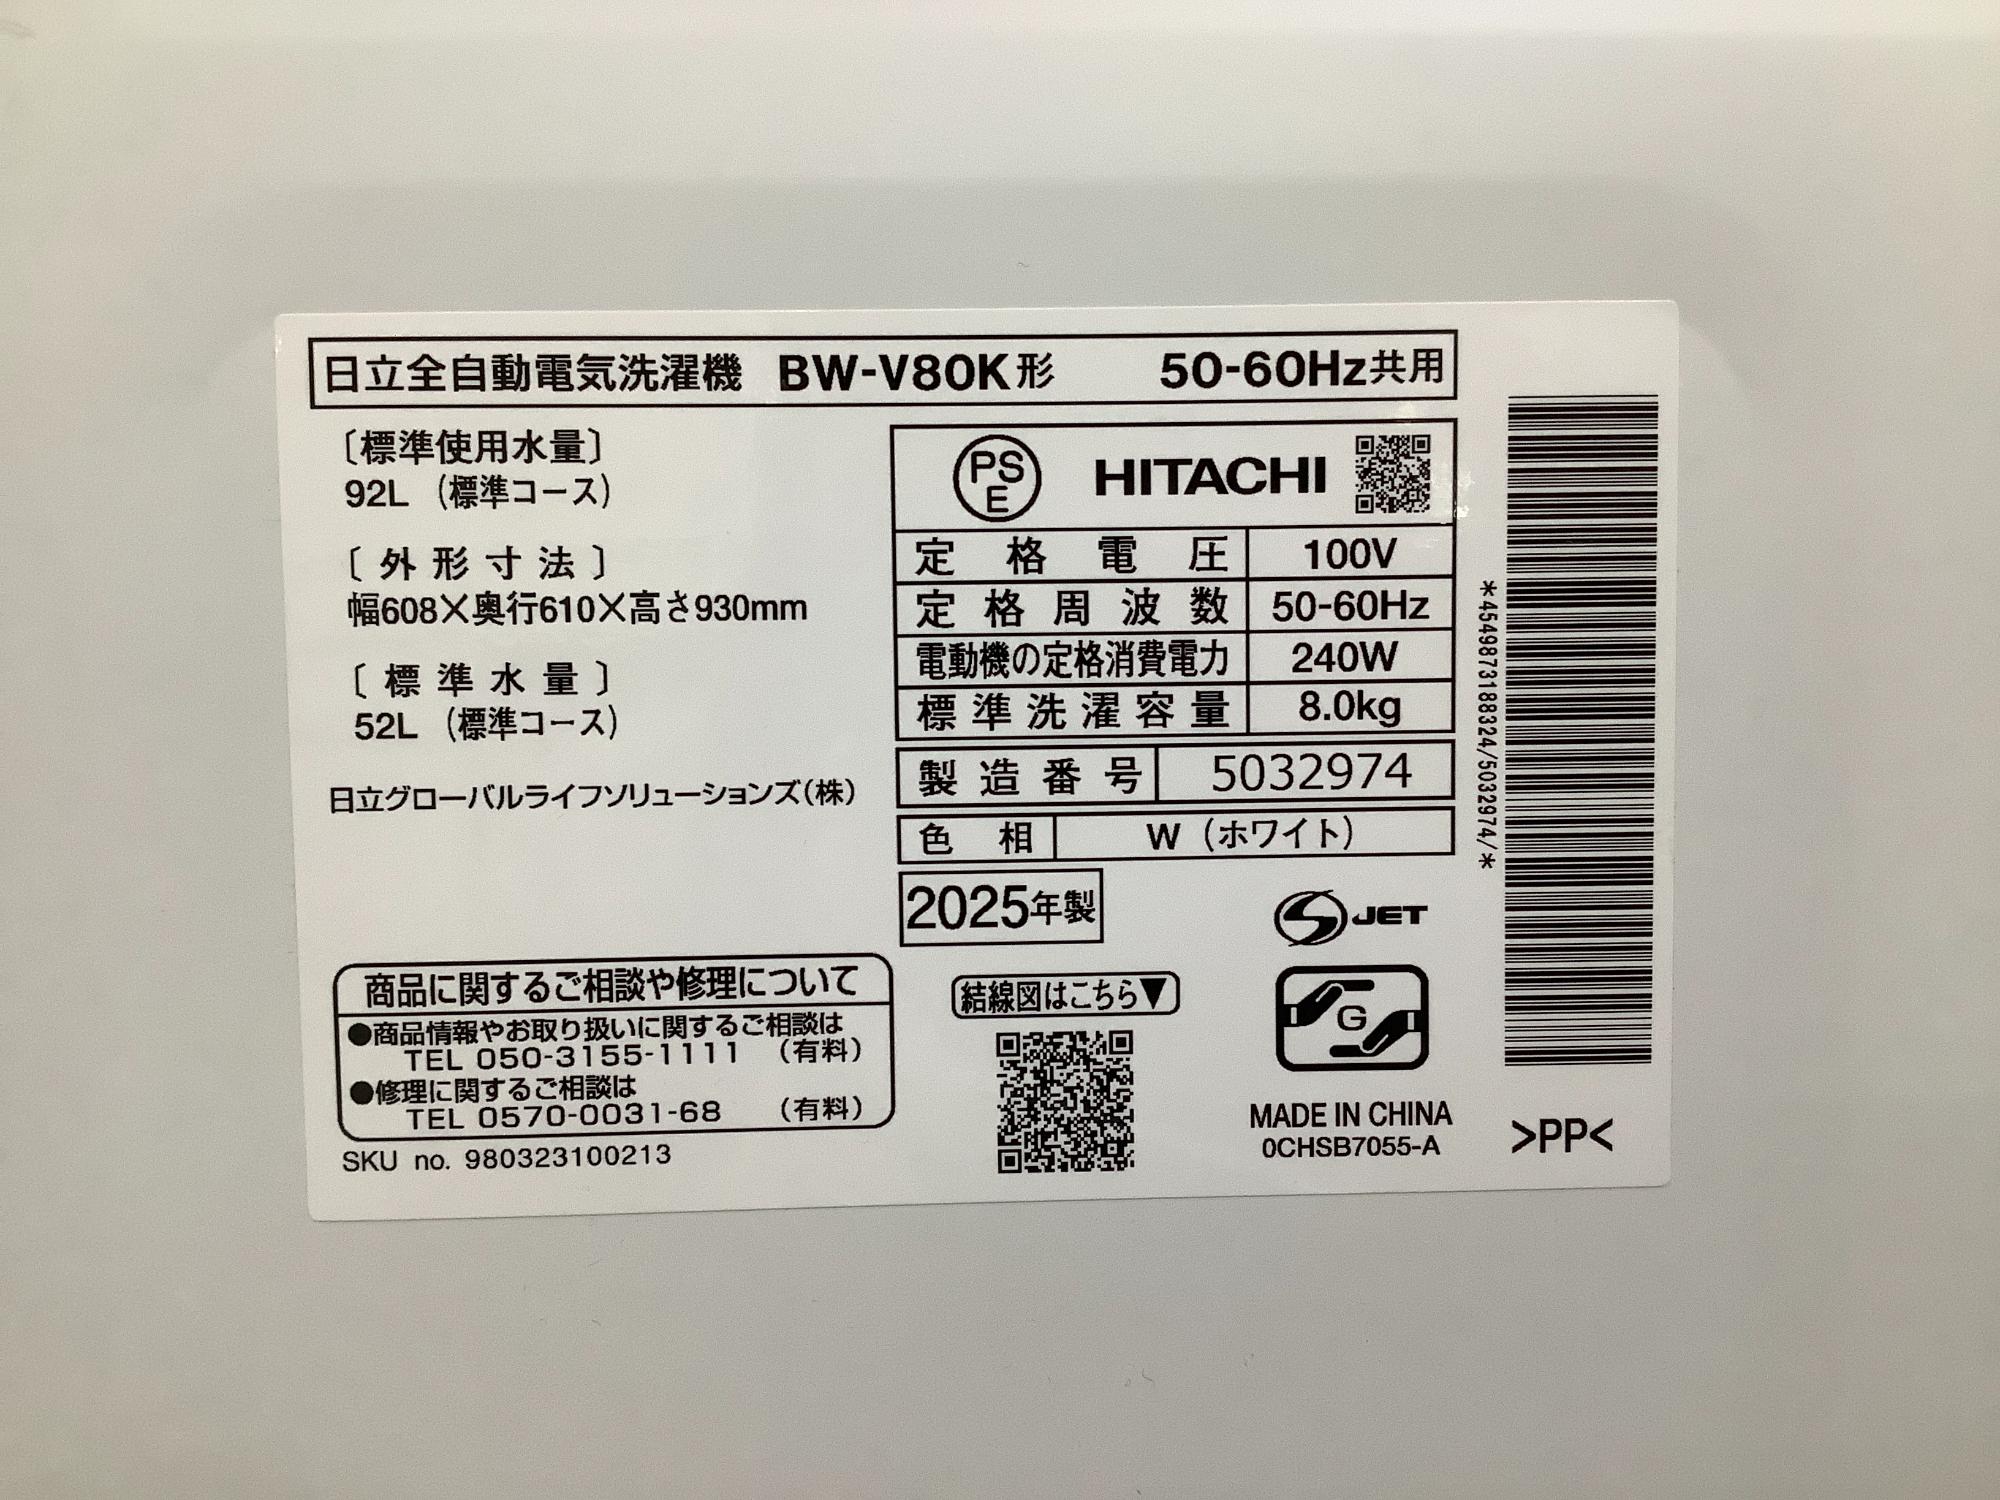 日立全自動電気洗濯機 BW-V80K形 50-60Hz共用
〔標準使用水量〕
92L (標準コース)
〔外形寸法〕
幅608×奥行610×高さ930mm
〔標準水量〕
52L (標準コース)
日立グローバルライフソリューションズ(株)
PSE HITACHI
定格電圧 100V
定格周波数 50-60Hz
電動機の定格消費電力 240W
標準洗濯容量 8.0kg
製造番号 5032974
色相 W (ホワイト)
2025年製
S JET
商品に関するご相談や修理について
●商品情報やお取り扱いに関するご相談は
TEL 050-3155-1111 (有料)
●修理に関するご相談は
TEL 0570-0031-68 (有料)
SKU no. 980323100213
結線図はこちら▼
G
MADE IN CHINA
0CHSB7055-A
>PP<
*4549873188324/5032974/*